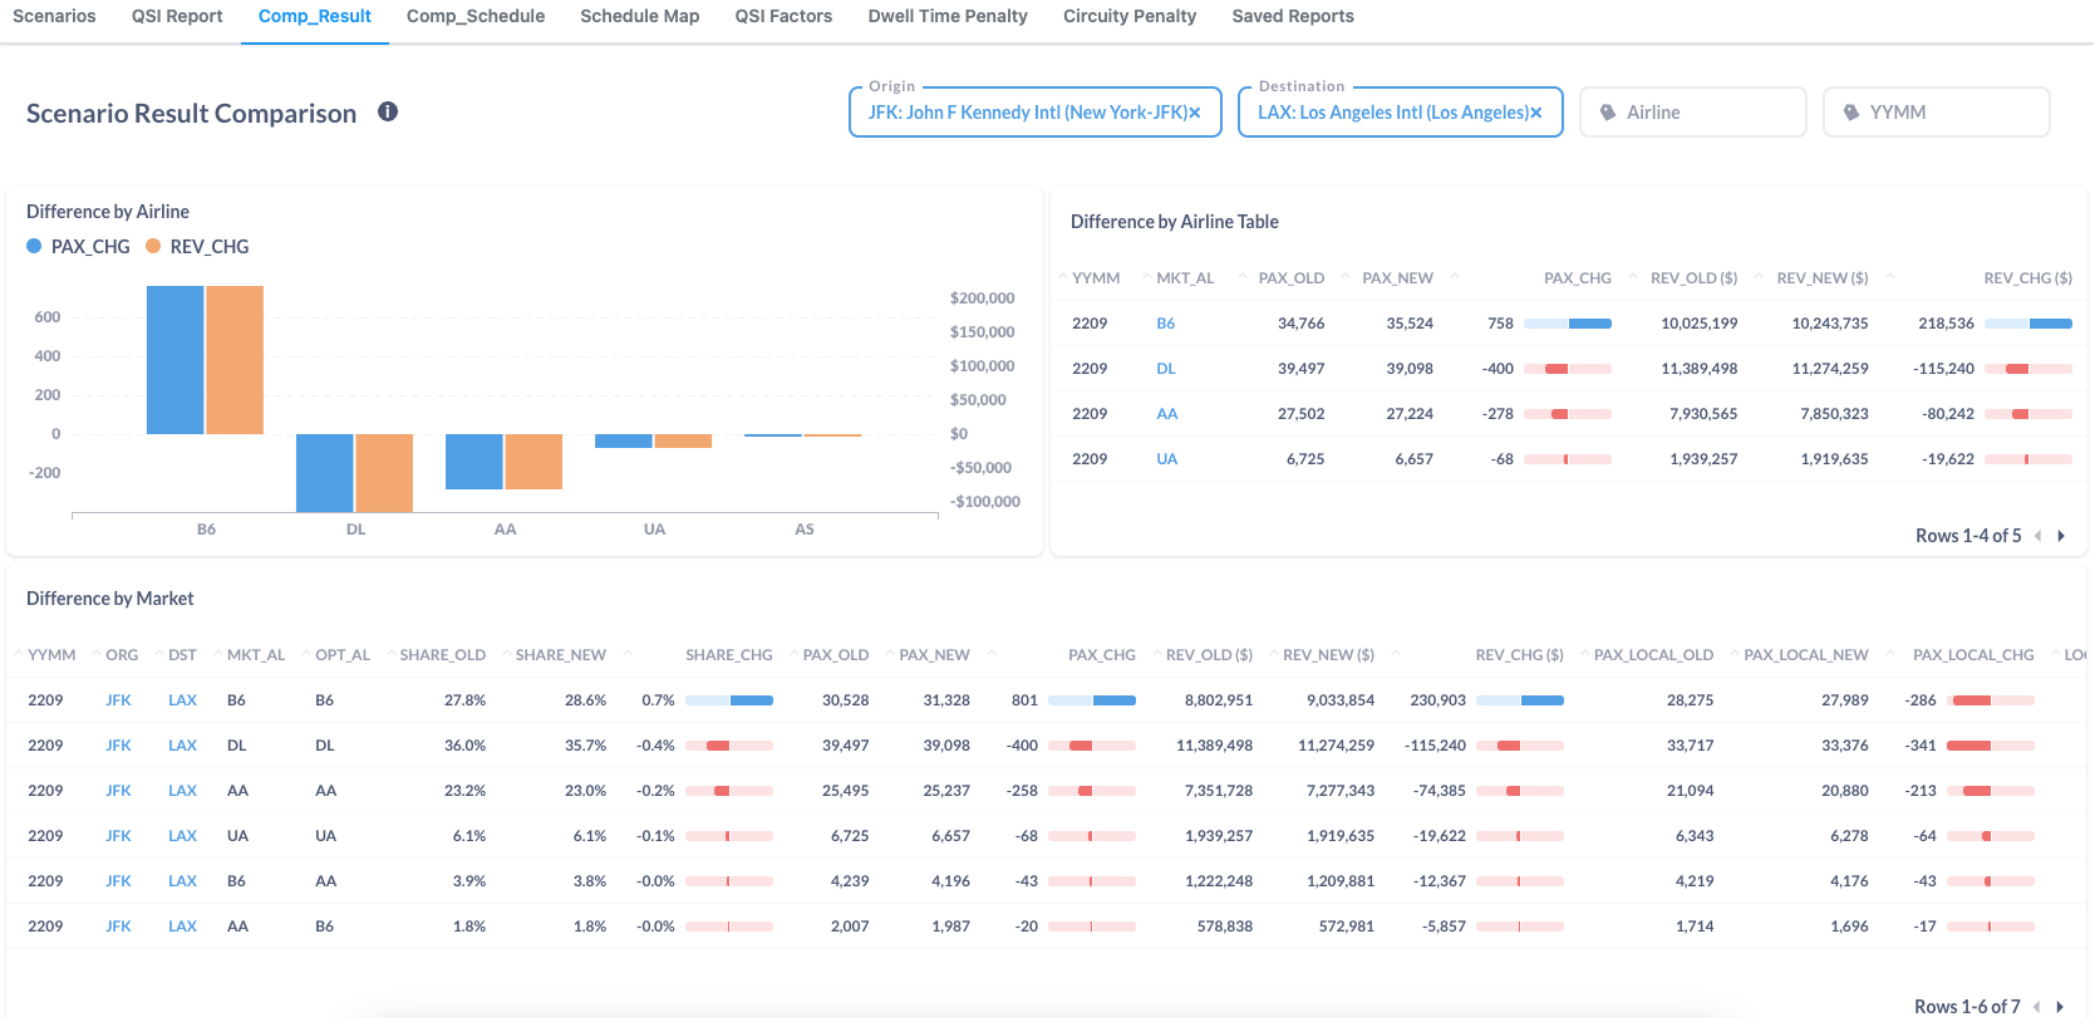 Scenarios QSI Report Comp_Result Comp_Schedule Schedule Map QSI Factors Dwell Time Penalty Circuity Penalty Saved Reports
Scenario Result Comparison
Origin
JFK: John F Kennedy Intl (New York-JFK)×
Destination
LAX: Los Angeles Intl (Los Angeles)×
Airline
YYMM
Difference by Airline
PAX_CHG REV_CHG
600
400
200
0
-200
$200,000
$150,000
$100,000
$50,000
$0
-$50,000
-$100,000
B6 DL AA UA AS
Difference by Airline Table
YYMM MKT_AL PAX_OLD PAX_NEW PAX_CHG REV_OLD ($) REV_NEW ($) REV_CHG ($)
2209 B6 34,766 35,524 758 10,025,199 10,243,735 218,536
2209 DL 39,497 39,098 -400 11,389,498 11,274,259 -115,240
2209 AA 27,502 27,224 -278 7,930,565 7,850,323 -80,242
2209 UA 6,725 6,657 -68 1,939,257 1,919,635 -19,622
Rows 1-4 of 5
Difference by Market
YYMM ORG DST MKT_AL OPT_AL SHARE_OLD SHARE_NEW SHARE_CHG PAX_OLD PAX_NEW PAX_CHG REV_OLD ($) REV_NEW ($) REV_CHG ($) PAX_LOCAL_OLD PAX_LOCAL_NEW PAX_LOCAL_CHG
2209 JFK LAX B6 B6 27.8% 28.6% 0.7% 30,528 31,328 801 8,802,951 9,033,854 230,903 28,275 27,989 -286
2209 JFK LAX DL DL 36.0% 35.7% -0.4% 39,497 39,098 -400 11,389,498 11,274,259 -115,240 33,717 33,376 -341
2209 JFK LAX AA AA 23.2% 23.0% -0.2% 25,495 25,237 -258 7,351,728 7,277,343 -74,385 21,094 20,880 -213
2209 JFK LAX UA UA 6.1% 6.1% -0.1% 6,725 6,657 -68 1,939,257 1,919,635 -19,622 6,343 6,278 -64
2209 JFK LAX B6 AA 3.9% 3.8% -0.0% 4,239 4,196 -43 1,222,248 1,209,881 -12,367 4,219 4,176 -43
2209 JFK LAX AA B6 1.8% 1.8% -0.0% 2,007 1,987 -20 578,838 572,981 -5,857 1,714 1,696 -17
Rows 1-6 of 7